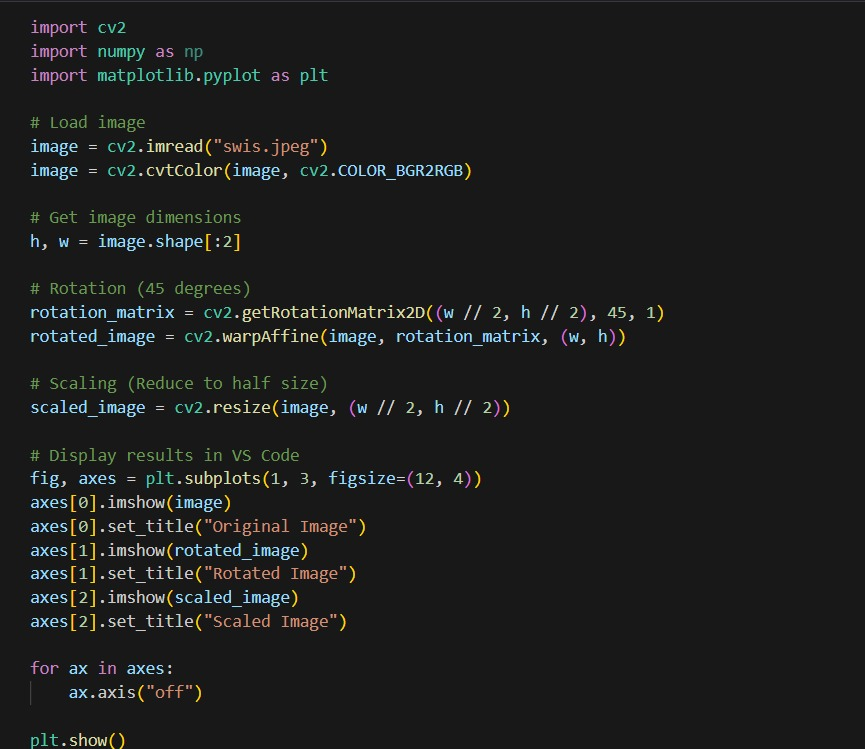 import cv2
import numpy as np
import matplotlib.pyplot as plt

# Load image
image = cv2.imread("swis.jpeg")
image = cv2.cvtColor(image, cv2.COLOR_BGR2RGB)

# Get image dimensions
h, w = image.shape[:2]

# Rotation (45 degrees)
rotation_matrix = cv2.getRotationMatrix2D((w // 2, h // 2), 45, 1)
rotated_image = cv2.warpAffine(image, rotation_matrix, (w, h))

# Scaling (Reduce to half size)
scaled_image = cv2.resize(image, (w // 2, h // 2))

# Display results in VS Code
fig, axes = plt.subplots(1, 3, figsize=(12, 4))
axes[0].imshow(image)
axes[0].set_title("Original Image")
axes[1].imshow(rotated_image)
axes[1].set_title("Rotated Image")
axes[2].imshow(scaled_image)
axes[2].set_title("Scaled Image")

for ax in axes:
    ax.axis("off")

plt.show()